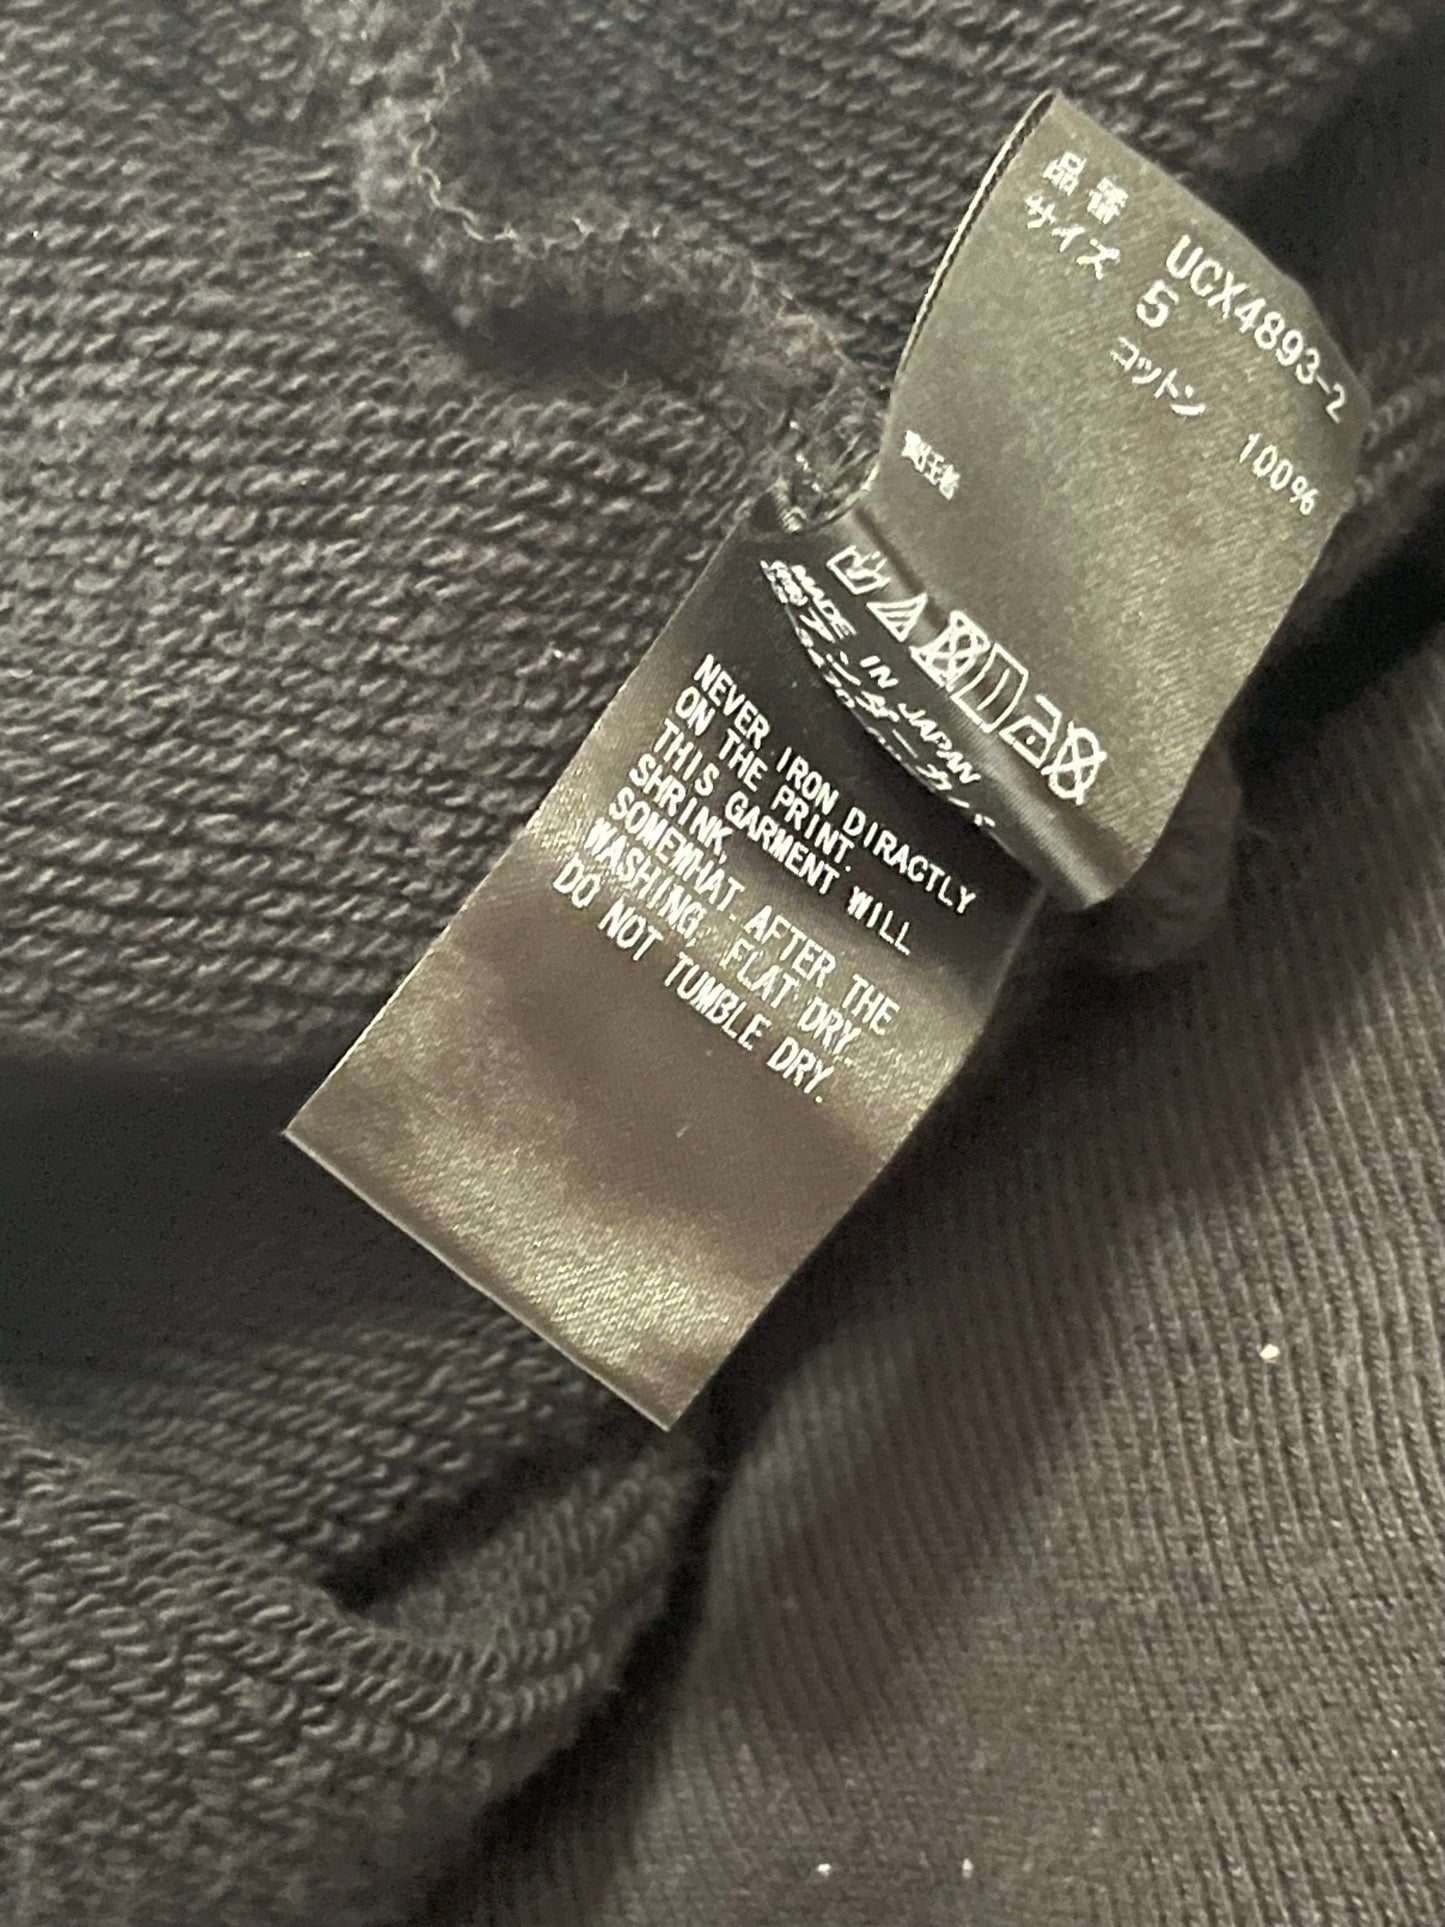 品番 UCX4893-2
サイズ 5
コットン 100%
MADE IN JAPAN
NEVER IRON DIRACTLY
ON THE PRINT.
THIS GARMENT WILL
SHRINK,
SOMEWHAT. AFTER THE
WASHING, FLAT DRY.
DO NOT TUMBLE DRY.